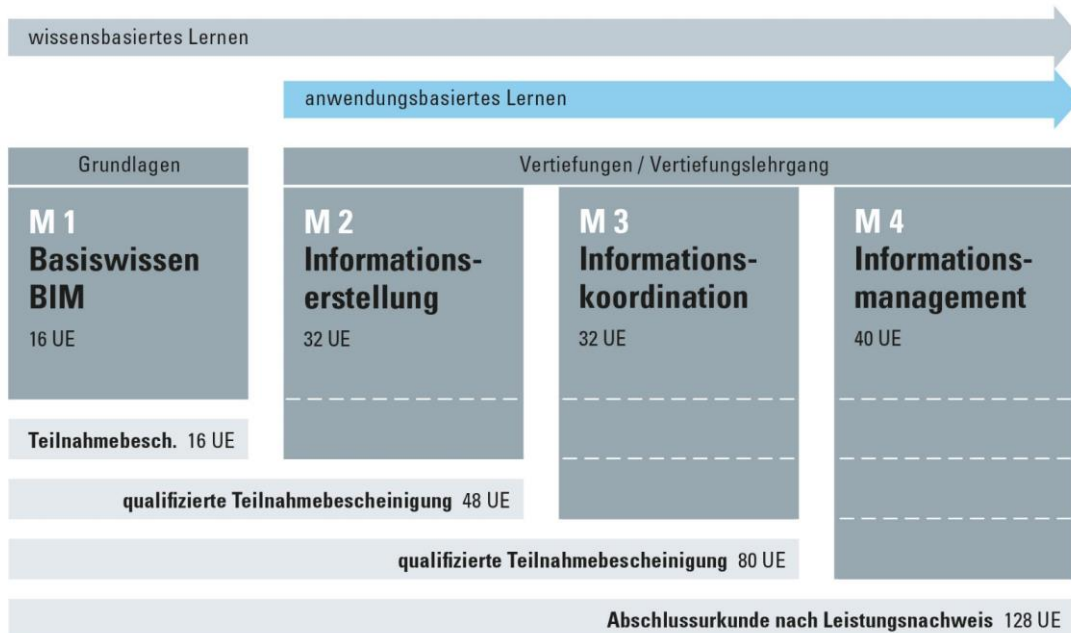 wissensbasiertes Lernen
anwendungsbasiertes Lernen
Grundlagen
Vertiefungen / Vertiefungslehrgang
M 1
Basiswissen
BIM
16 UE
M 2
Informations-
erstellung
32 UE
M 3
Informations-
koordination
32 UE
M 4
Informations-
management
40 UE
Teilnahmebesch. 16 UE
qualifizierte Teilnahmebescheinigung 48 UE
qualifizierte Teilnahmebescheinigung 80 UE
Abschlussurkunde nach Leistungsnachweis 128 UE